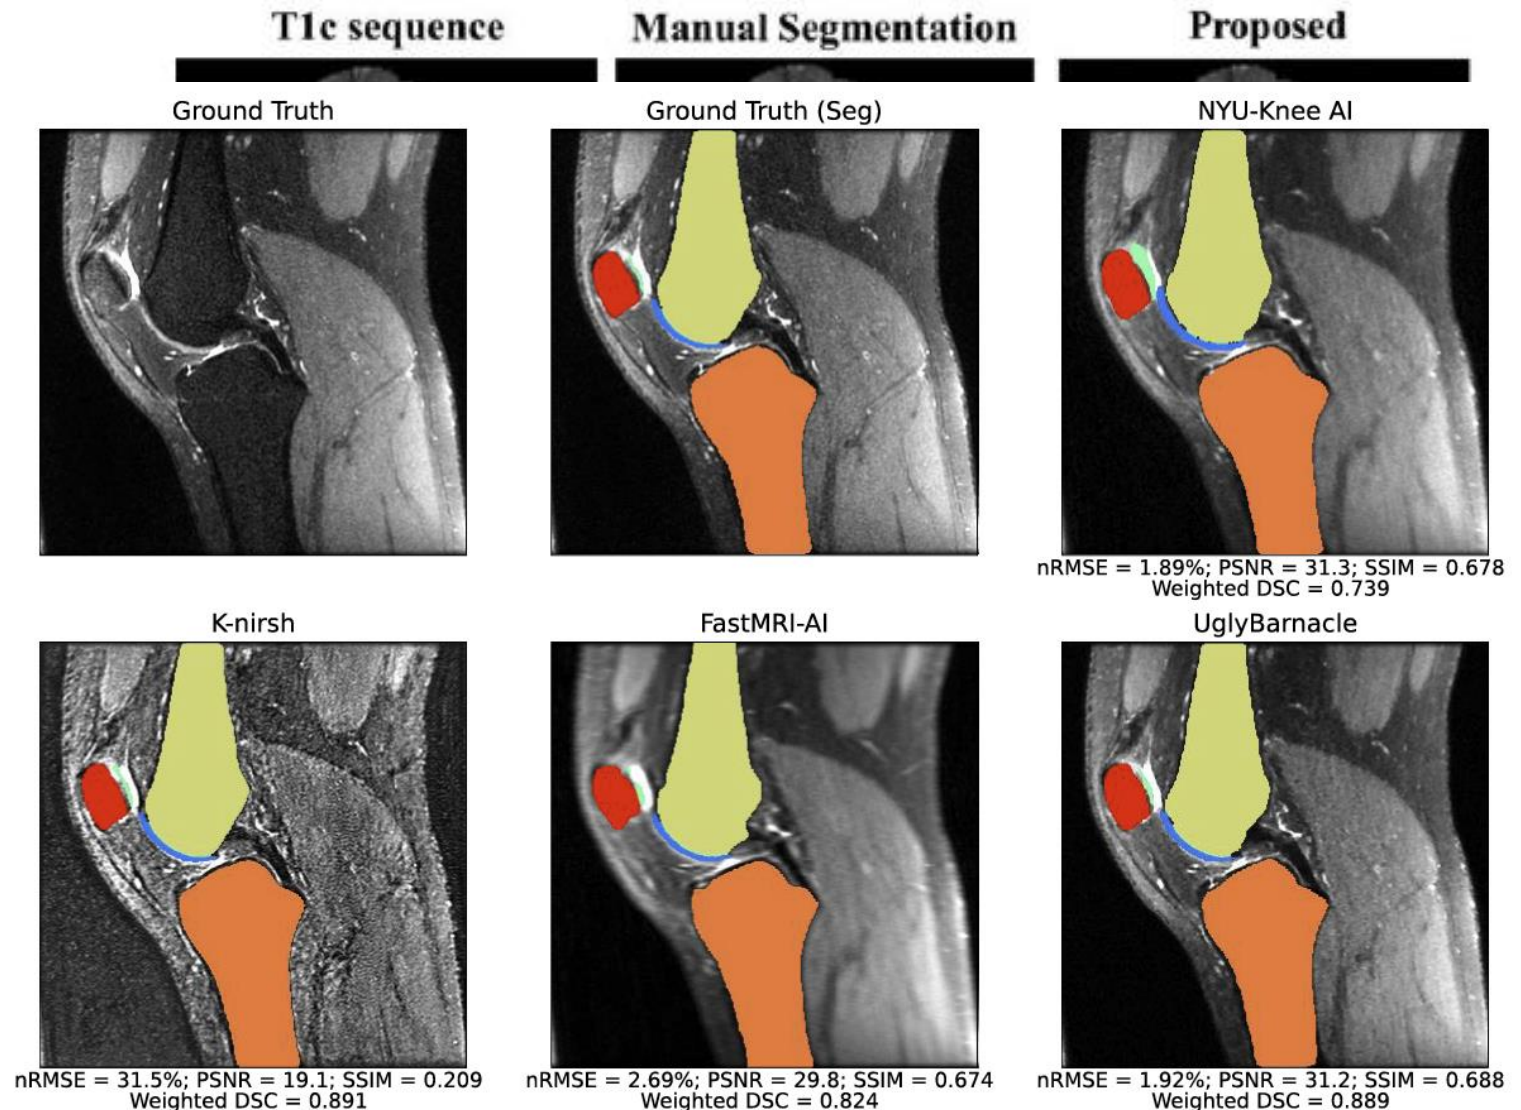 T1c sequence
Manual Segmentation
Proposed
Ground Truth
Ground Truth (Seg)
NYU-Knee AI
nRMSE = 1.89%; PSNR = 31.3; SSIM = 0.678
Weighted DSC = 0.739
K-nirsh
FastMRI-AI
UglyBarnacle
nRMSE = 31.5%; PSNR = 19.1; SSIM = 0.209
Weighted DSC = 0.891
nRMSE = 2.69%; PSNR = 29.8; SSIM = 0.674
Weighted DSC = 0.824
nRMSE = 1.92%; PSNR = 31.2; SSIM = 0.688
Weighted DSC = 0.889